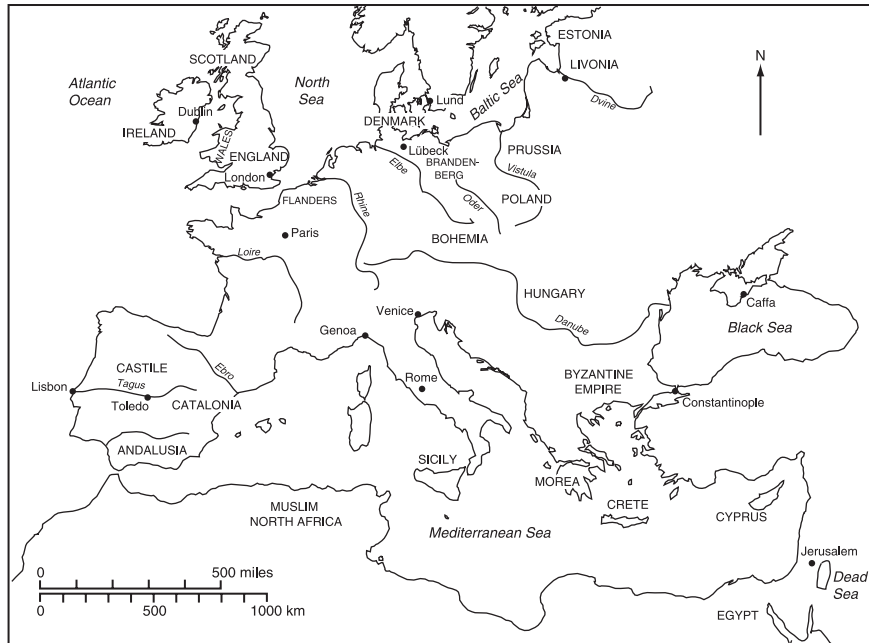 ESTONIA
SCOTLAND
LIVONIA
N
Atlantic
Ocean
North
Sea
Baltic Sea
Lund
Dvine
Dublin
DENMARK
IRELAND
WALES
ENGLAND
Lübeck
PRUSSIA
London
Elbe
BRANDEN-
BERG
Vistula
FLANDERS
Rhine
Oder
POLAND
Paris
BOHEMIA
Loire
HUNGARY
Caffa
Venice
Danube
Black Sea
Genoa
CASTILE
Ebro
BYZANTINE
EMPIRE
Lisbon
Tagus
Rome
Constantinople
Toledo
CATALONIA
ANDALUSIA
SICILY
MOREA
MUSLIM
NORTH AFRICA
CRETE
CYPRUS
Mediterranean Sea
Jerusalem
0 500 miles
Dead
Sea
0 500 1000 km
EGYPT